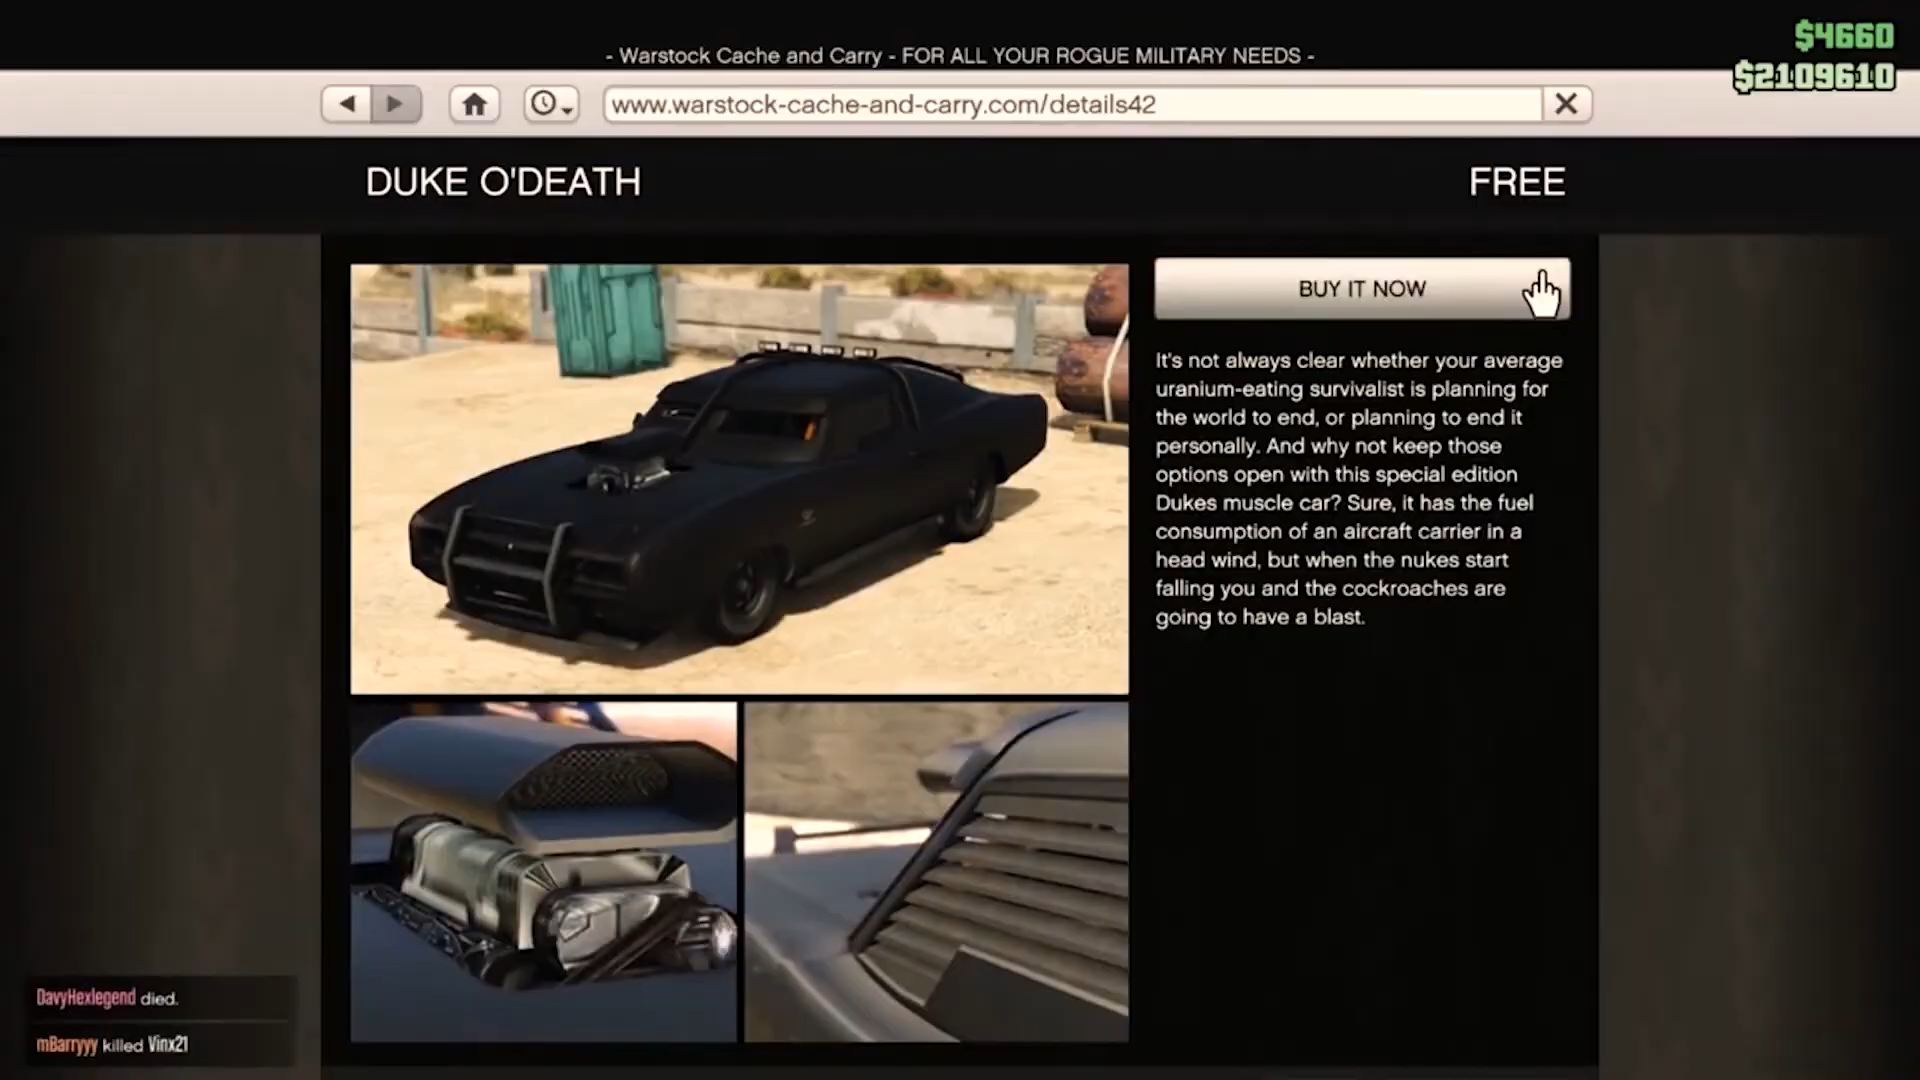 $4660
- Warstock Cache and Carry - FOR ALL YOUR ROGUE MILITARY NEEDS -
$2109610
www.warstock-cache-and-carry.com/details42
DUKE O'DEATH
FREE
BUY IT NOW
It's not always clear whether your average
uranium-eating survivalist is planning for
the world to end, or planning to end it
personally. And why not keep those
options open with this special edition
Dukes muscle car? Sure, it has the fuel
consumption of an aircraft carrier in a
head wind, but when the nukes start
falling you and the cockroaches are
going to have a blast.
DavyHexlegend died.
mBarryyy killed Vinx21